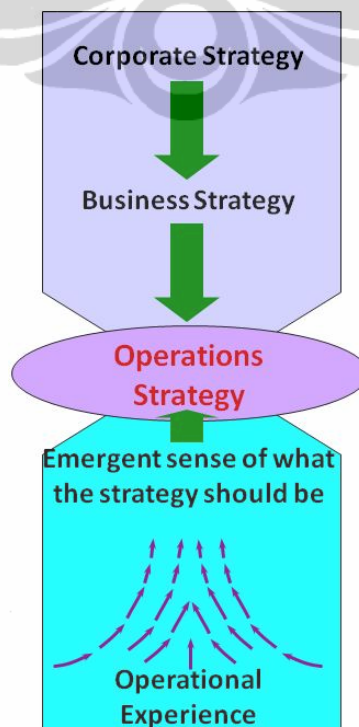 Corporate Strategy
Business Strategy
Operations
Strategy
Emergent sense of what
the strategy should be
Operational
Experience